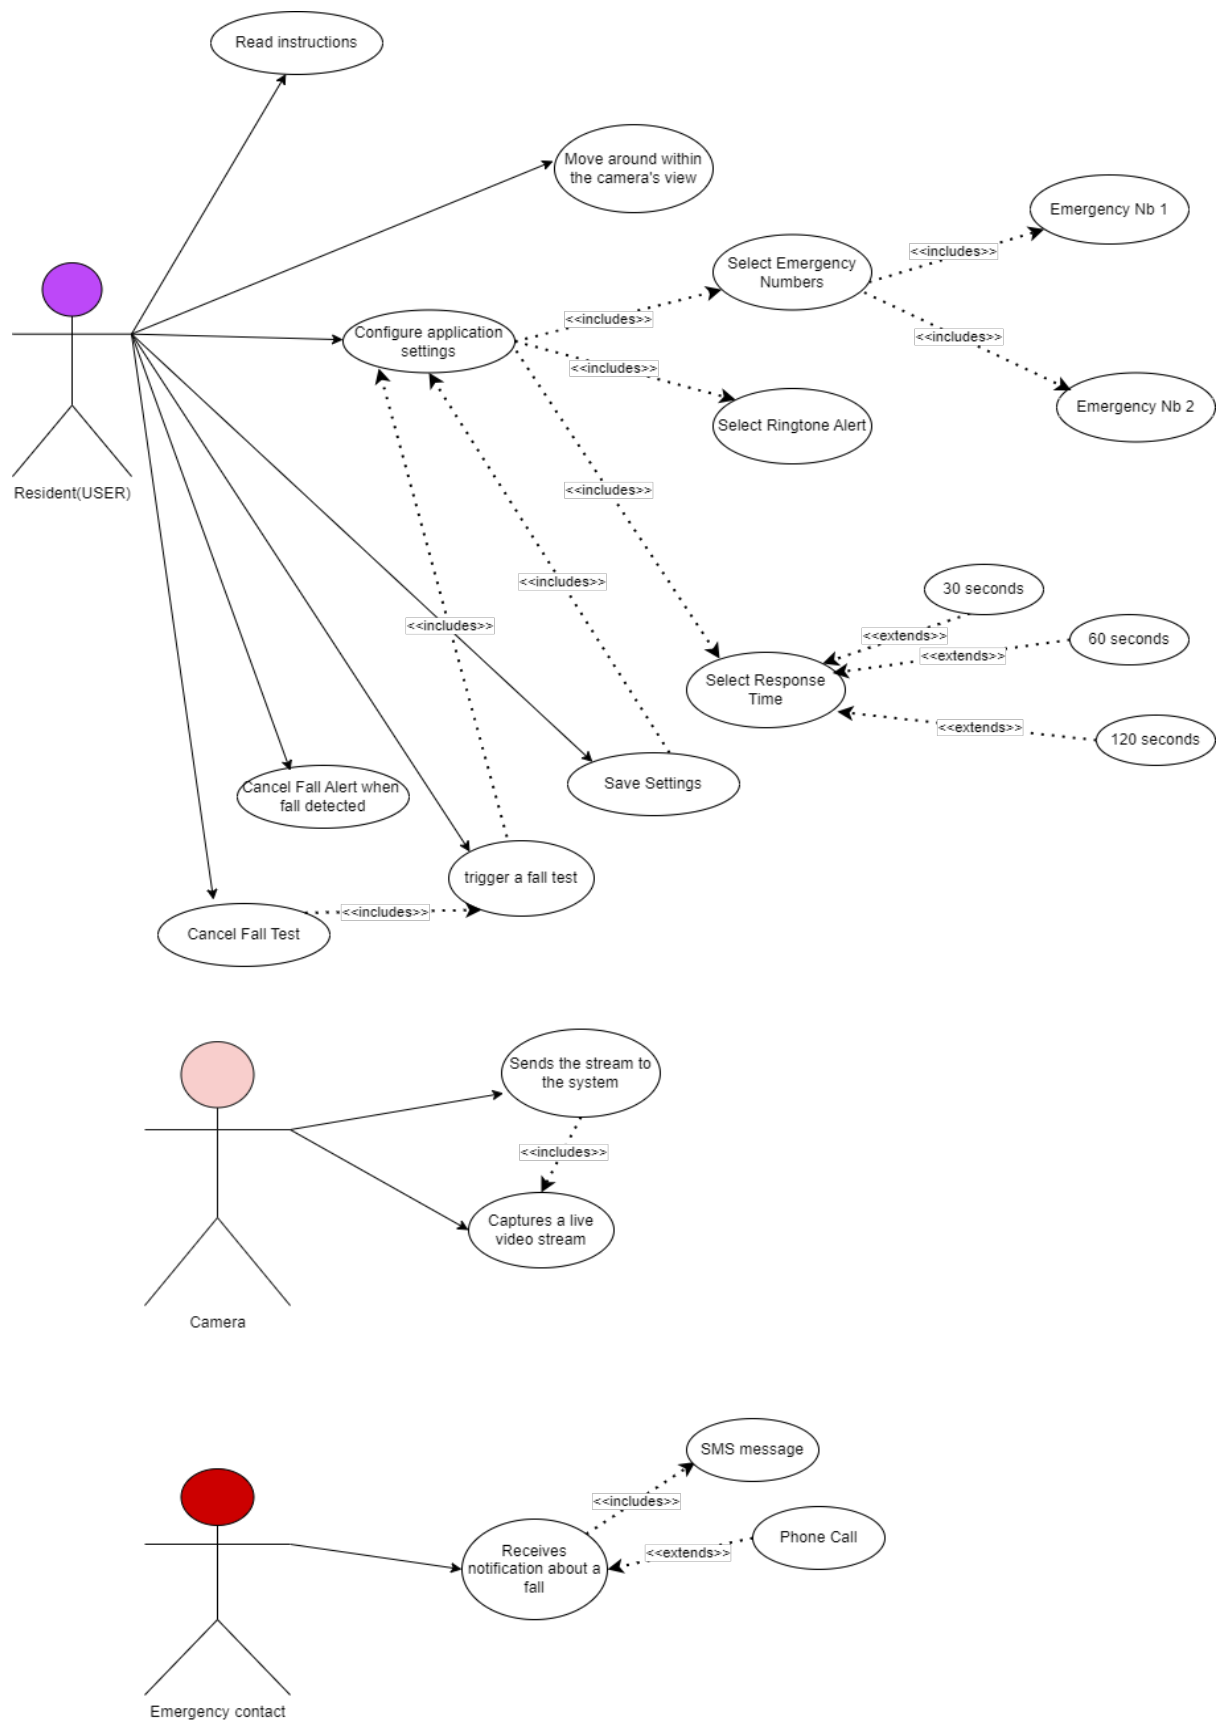 Read instructions
Move around within
the camera's view
Emergency Nb 1
<<includes>>
Select Emergency
Numbers
<<includes>>
Configure application
settings
<<includes>>
<<includes>>
Emergency Nb 2
Select Ringtone Alert
Resident(USER)
<<includes>>
<<includes>>
30 seconds
<<includes>>
<<extends>>
60 seconds
<<extends>>
Select Response
Time
<<extends>>
120 seconds
Save Settings
Cancel Fall Alert when
fall detected
trigger a fall test
<<includes>>
Cancel Fall Test
Sends the stream to
the system
<<includes>>
Captures a live
video stream
Camera
SMS message
<<includes>>
Phone Call
<<extends>>
Receives
notification about a
fall
Emergency contact